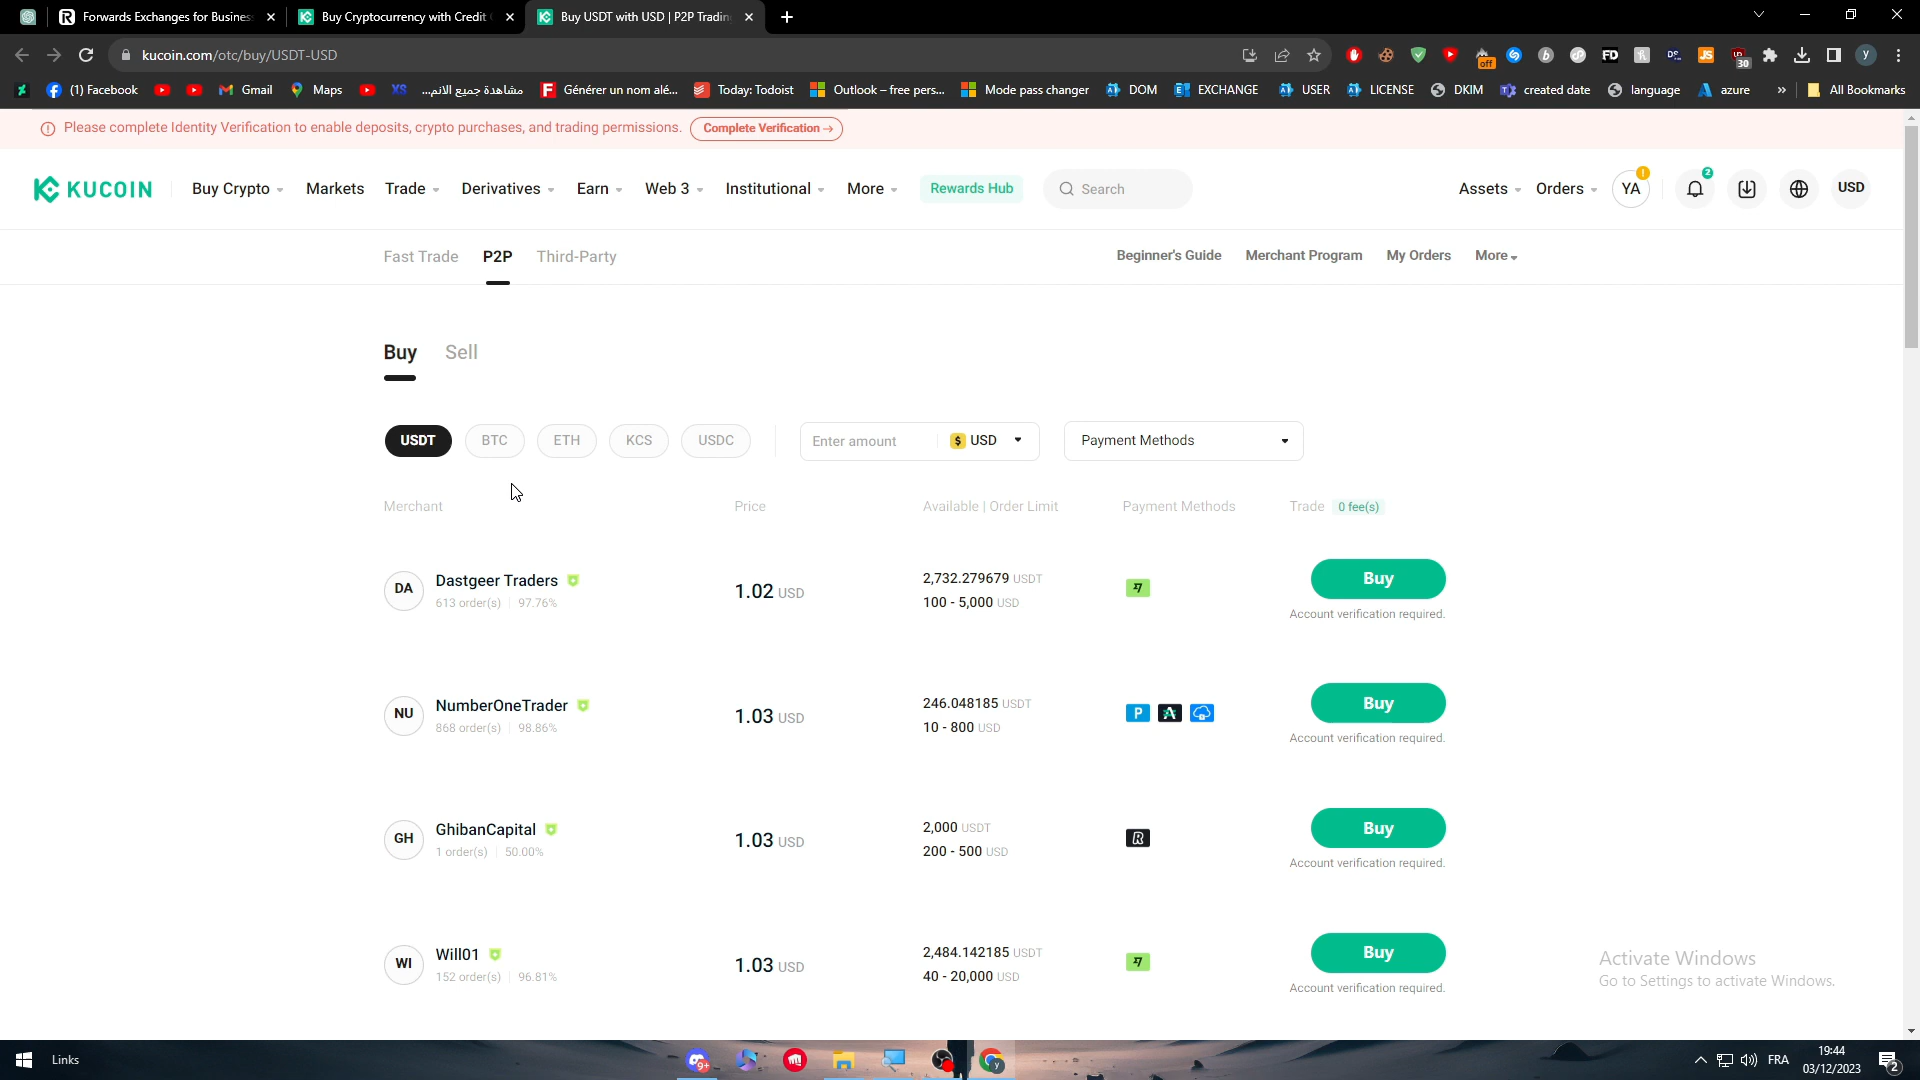 Forwards Exchanges for Busines
Buy Cryptocurrency with Credit
Buy USDT with USD | P2P Tradin
kucoin.com/otc/buy/USDT-USD
off
FD
JS
30
y
(1) Facebook
Gmail
Maps
XS
مشاهدة جميع الانم...
Générer un nom alé...
Today: Todoist
Outlook – free pers...
Mode pass changer
DOM
EXCHANGE
USER
LICENSE
DKIM
created date
language
azure
»
All Bookmarks
Please complete Identity Verification to enable deposits, crypto purchases, and trading permissions.
Complete Verification →
KUCOIN
Buy Crypto
Markets
Trade
Derivatives
Earn
Web 3
Institutional
More
Rewards Hub
Search
Assets
Orders
YA
2
USD
Fast Trade
P2P
Third-Party
Beginner's Guide
Merchant Program
My Orders
More
Buy
Sell
USDT
BTC
ETH
KCS
USDC
Enter amount
$ USD
Payment Methods
Merchant
Price
Available | Order Limit
Payment Methods
Trade
0 fee(s)
DA
Dastgeer Traders
613 order(s) | 97.76%
1.02 USD
2,732.279679 USDT
100 - 5,000 USD
Buy
Account verification required.
NU
NumberOneTrader
868 order(s) | 98.86%
1.03 USD
246.048185 USDT
10 - 800 USD
Buy
Account verification required.
GH
GhibanCapital
1 order(s) | 50.00%
1.03 USD
2,000 USDT
200 - 500 USD
Buy
Account verification required.
WI
Will01
152 order(s) | 96.81%
1.03 USD
2,484.142185 USDT
40 - 20,000 USD
Buy
Account verification required.
Activate Windows
Go to Settings to activate Windows.
Links
9+
FRA
19:44
03/12/2023
2